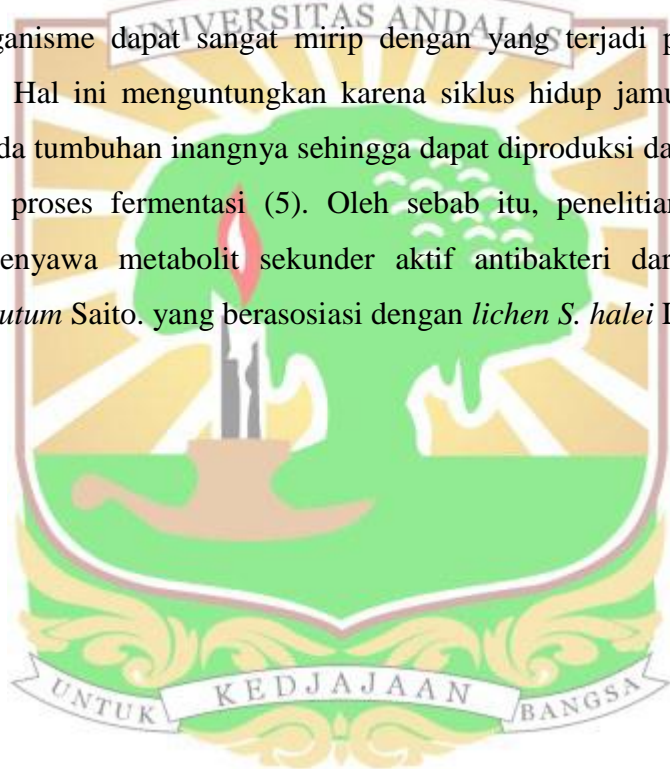 UNIVERSITAS ANDALAS
ganisme dapat sangat mirip dengan yang terjadi p
Hal ini menguntungkan karena siklus hidup jamu
da tumbuhan inangnya sehingga dapat diproduksi da
proses fermentasi (5). Oleh sebab itu, penelitian
enyawa metabolit sekunder aktif antibakteri dar
utum Saito. yang berasosiasi dengan lichen S. halei
UNTUK KEDJAJAAN BANGSA